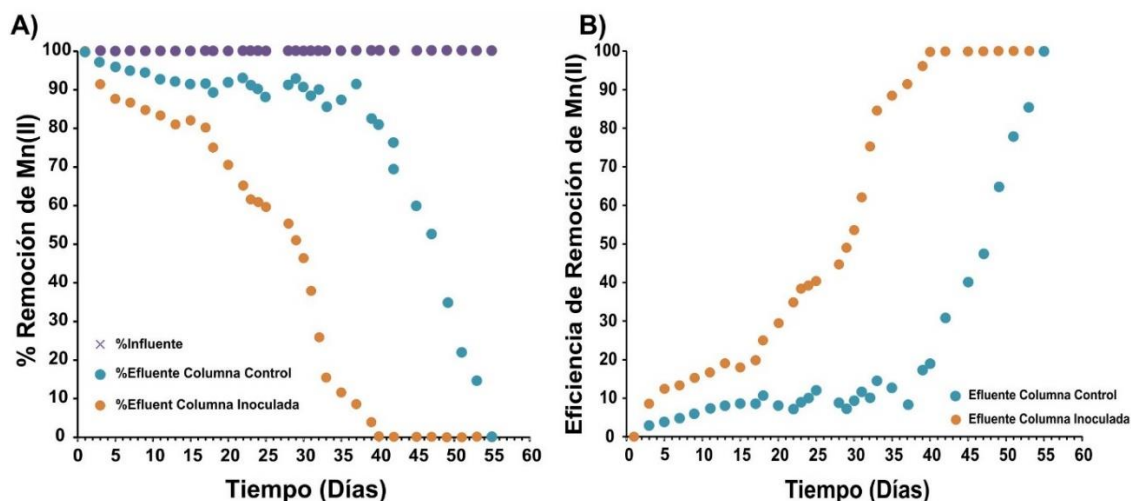 A)
% Remoción de Mn(II)
100
90
80
70
60
50
40
30
20
10
0
%Influente
%Efluente Columna Control
%Efluent Columna Inoculada
0 5 10 15 20 25 30 35 40 45 50 55 60
Tiempo (Días)
B)
Eficiencia de Remoción de Mn(II)
100
90
80
70
60
50
40
30
20
10
0
Efluente Columna Control
Efluente Columna Inoculada
0 5 10 15 20 25 30 35 40 45 50 55 60
Tiempo (Días)